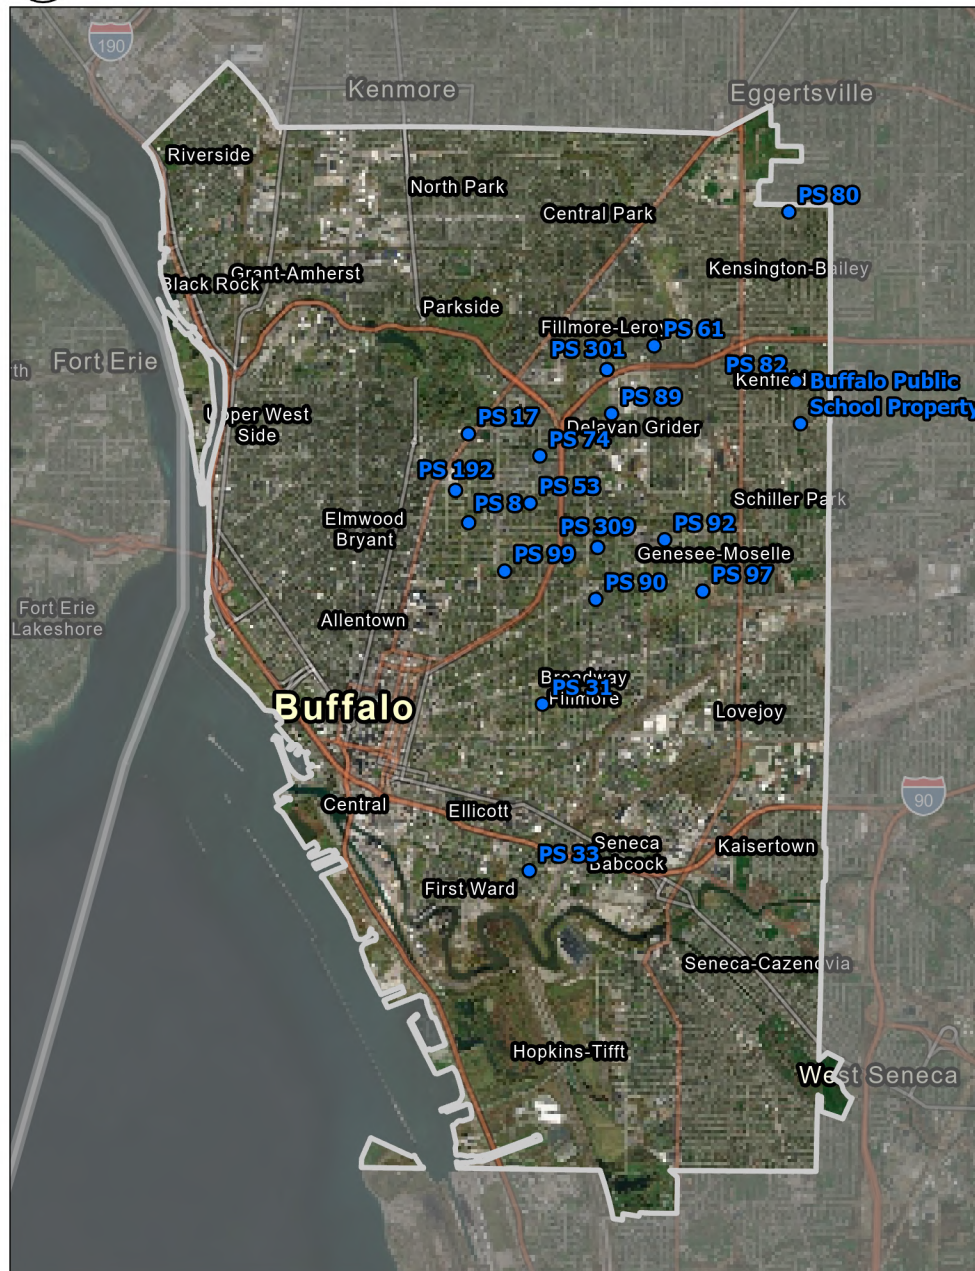 190
Kenmore
Eggertsville
Riverside
North Park
PS 80
Central Park
Kensington-Bailey
Grant-Amherst
Black Rock
Parkside
Fillmore-Leroy
PS 61
PS 301
Fort Erie
th
PS 82
Kenfield
Buffalo Public
School Property
PS 89
Upper West
Side
PS 17
Delavan Grider
PS 74
PS 192
PS 53
PS 8
Schiller Park
Elmwood
Bryant
PS 309
PS 92
PS 99
Genesee-Moselle
PS 97
PS 90
Fort Erie
Lakeshore
Allentown
Broadway
PS 31
Fillmore
Buffalo
Lovejoy
90
Central
Ellicott
Seneca
Babcock
Kaisertown
PS 33
First Ward
Seneca-Cazenovia
Hopkins-Tifft
West Seneca